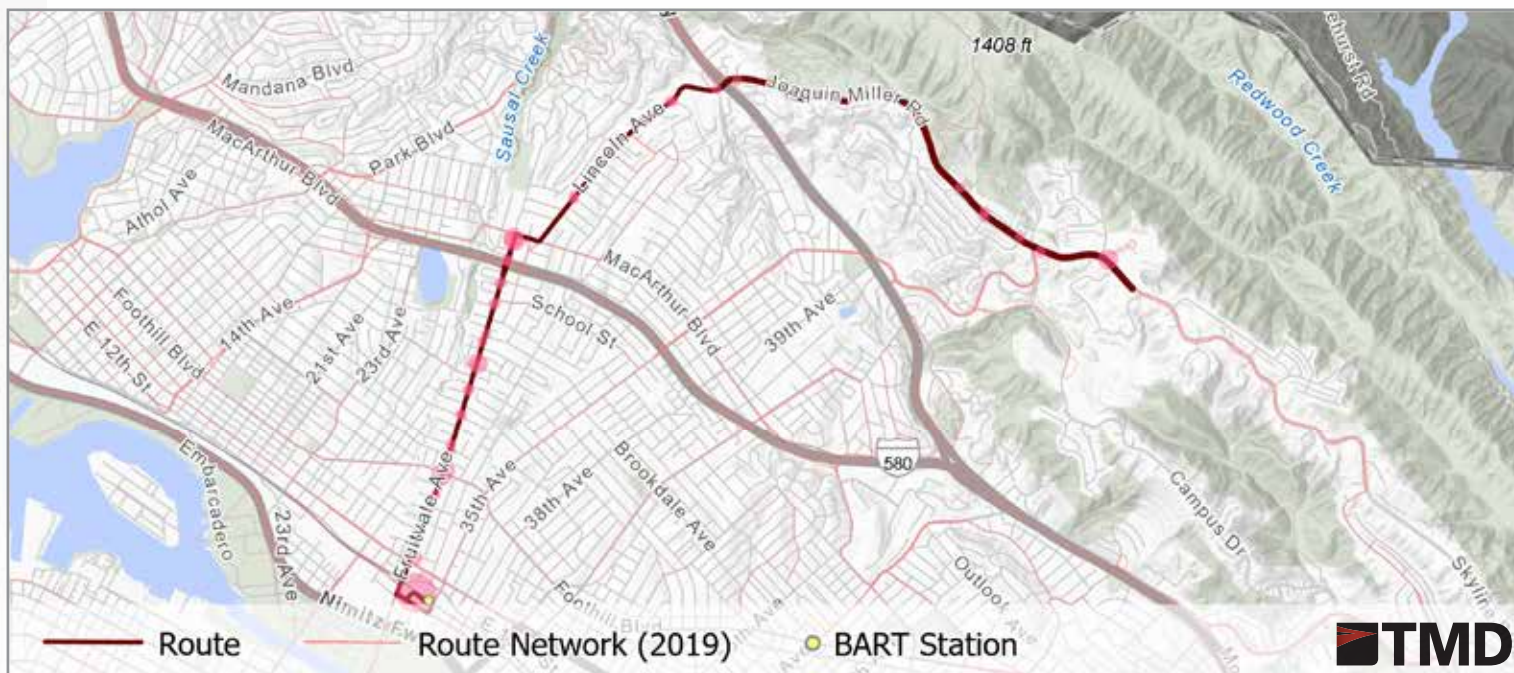 1408 ft
Redwood Creek
Mandana Blvd
Sausal Creek
Joaquin Miller Rd
MacArthur Blvd
Park Blvd
Lincoln Ave
Athol Ave
MacArthur Blvd
Foothill Blvd
14th Ave
School St
39th Ave
E 12th St
21st Ave
23rd Ave
580
Embarcadero
Fruitvale Ave
35th Ave
38th Ave
Brookdale Ave
Campus Dr
23rd Ave
Outlook Ave
Skyline
Nimitz Fw
Foothill Blvd
Route
Route Network (2019)
BART Station
TMD